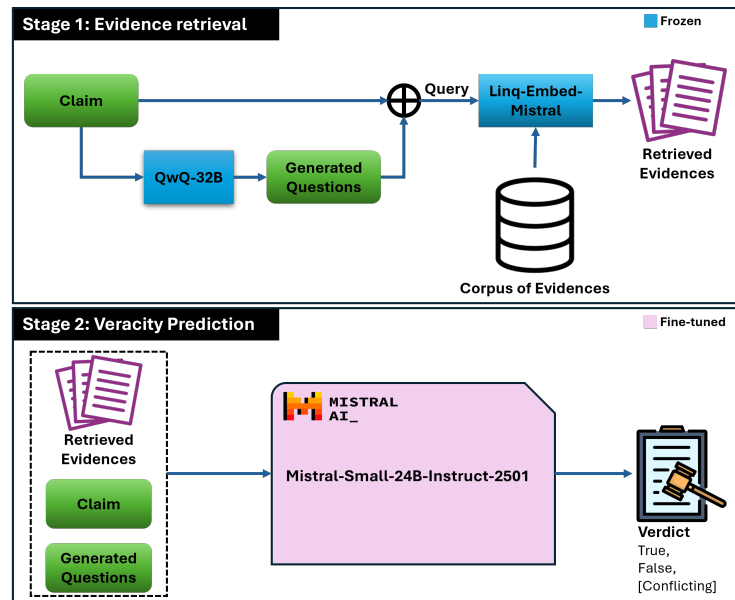 Stage 1: Evidence retrieval
Frozen
Claim
Query
Linq-Embed-
Mistral
QwQ-32B
Generated
Questions
Retrieved
Evidences
Corpus of Evidences
Stage 2: Veracity Prediction
Fine-tuned
Retrieved
Evidences
Claim
Generated
Questions
MISTRAL
AI_
Mistral-Small-24B-Instruct-2501
Verdict
True,
False,
[Conflicting]